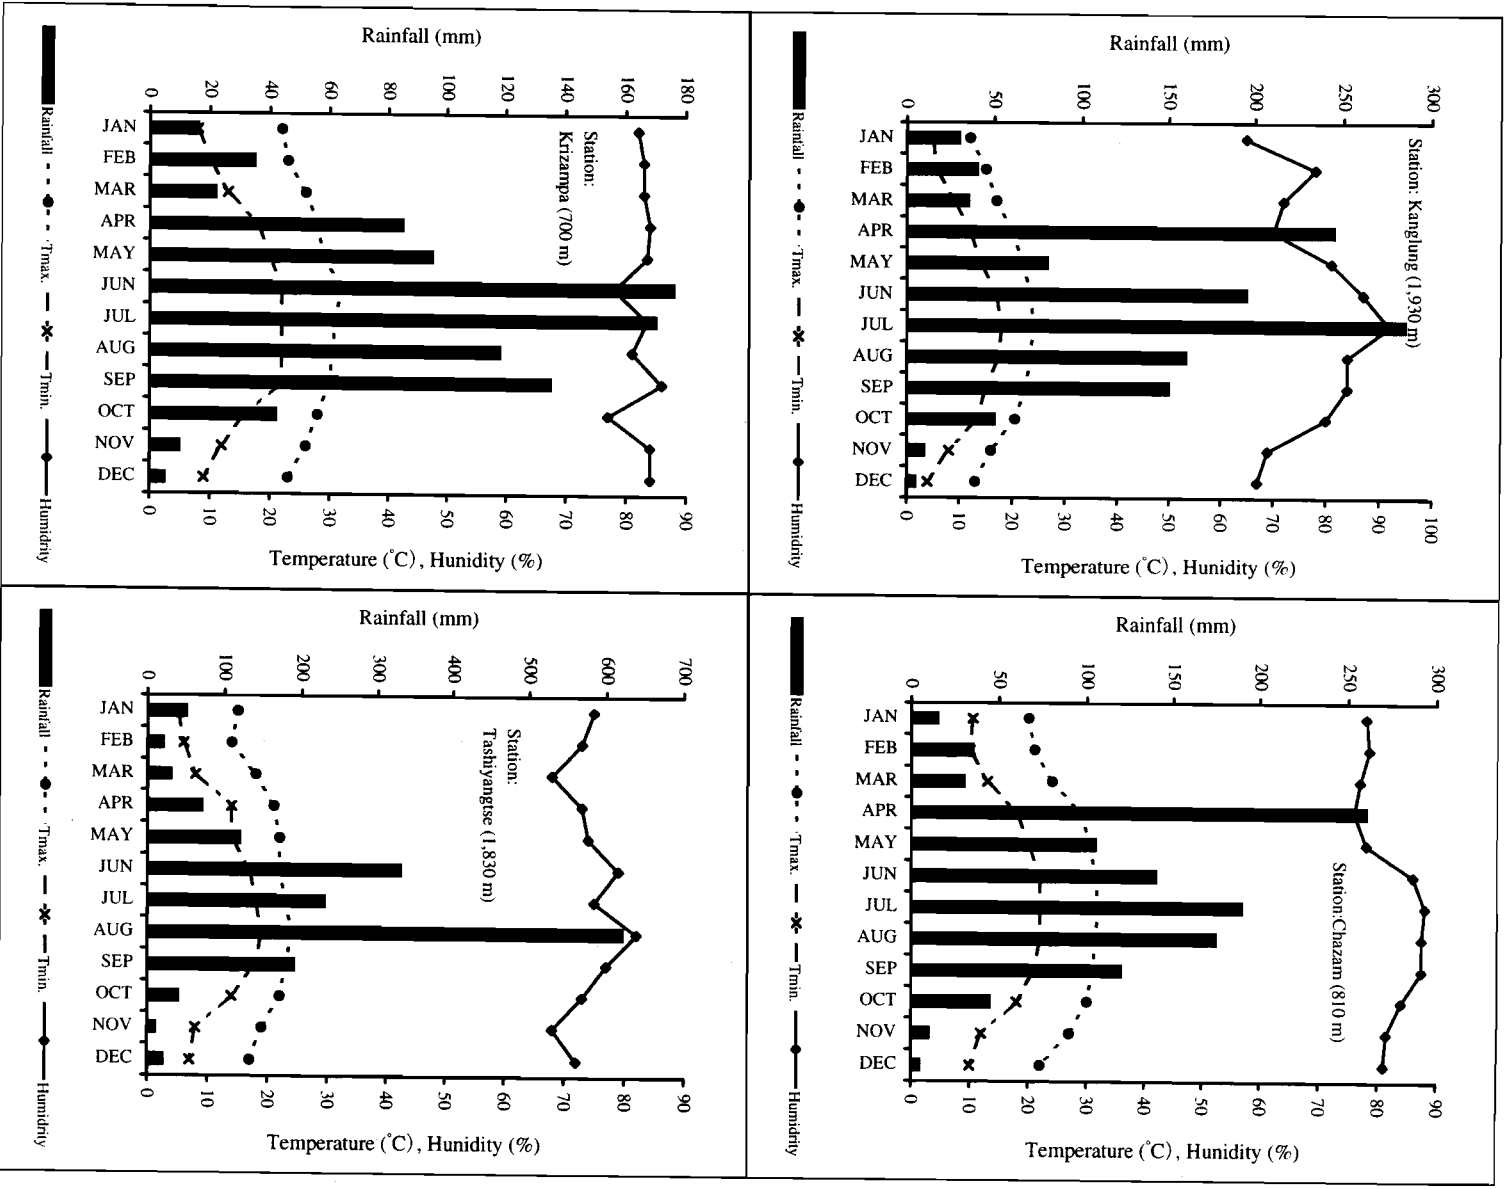 Rainfall (mm)
0 20 40 60 80 100 120 140 160 180
JAN
FEB
MAR
APR
MAY
JUN
JUL
AUG
SEP
OCT
NOV
DEC
Station:
Krizampa (700 m)
0 10 20 30 40 50 60 70 80 90
Temperature (°C), Hunidity (%)
Rainfall Tmax. Tmin. Humidrity
Rainfall (mm)
0 50 100 150 200 250 300
JAN
FEB
MAR
APR
MAY
JUN
JUL
AUG
SEP
OCT
NOV
DEC
Station: Kanglung (1,930 m)
0 10 20 30 40 50 60 70 80 90 100
Temperature (°C), Hunidity (%)
Rainfall Tmax. Tmin. Humidrity
Rainfall (mm)
0 100 200 300 400 500 600 700
JAN
FEB
MAR
APR
MAY
JUN
JUL
AUG
SEP
OCT
NOV
DEC
Station:
Tashiyangtse (1,830 m)
0 10 20 30 40 50 60 70 80 90
Temperature (°C), Hunidity (%)
Rainfall Tmax. Tmin. Humidrity
Rainfall (mm)
0 50 100 150 200 250 300
JAN
FEB
MAR
APR
MAY
JUN
JUL
AUG
SEP
OCT
NOV
DEC
Station:Chazam (810 m)
0 10 20 30 40 50 60 70 80 90
Temperature (°C), Hunidity (%)
Rainfall Tmax. Tmin. Humidrity